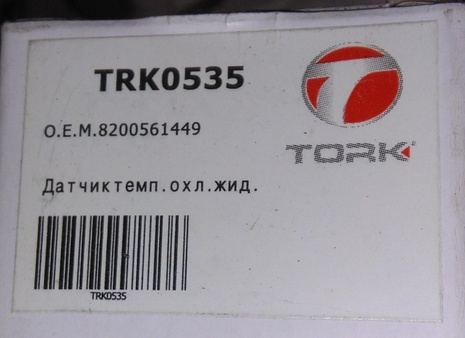 TRK0535
O.E.M.8200561449
TORK
Датчиктемп.охл.жид.
TRK0535